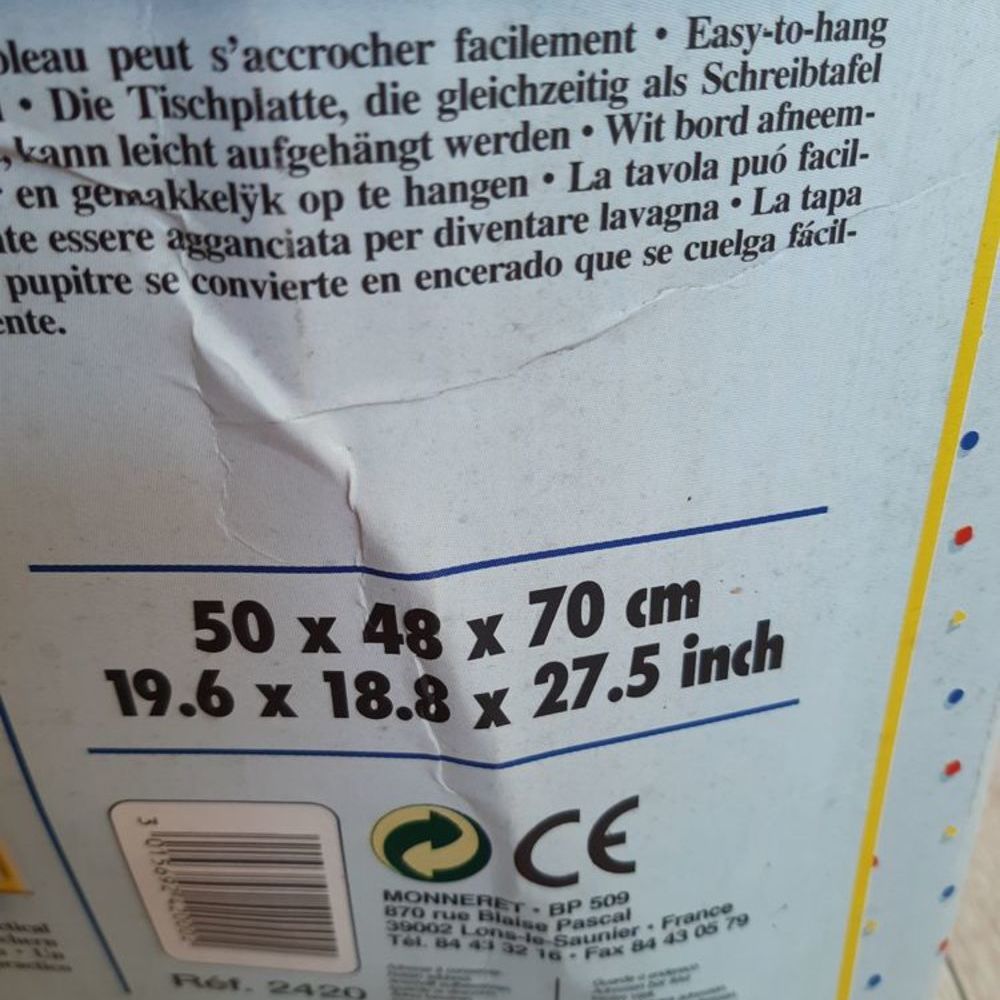 peut s'accrocher facilement • Easy-to-hang
• Die Tischplatte, die gleichzeitig als Schreibtafel
, kann leicht aufgehängt werden • Wit bord afneem-
en gemakkelÿk op te hangen • La tavola puó facil-
te essere agganciata per diventare lavagna • La tapa
pupitre se convierte en encerado que se cuelga fácil-
ente.
50 x 48 x 70 cm
19.6 x 18.8 x 27.5 inch
CE
MONNERET • BP 509
870 rue Blaise Pascal
39002 Lons-le-Saunier • France
Tél. 84 43 32 16 • Fax 84 43 05 79
Réf. 2420